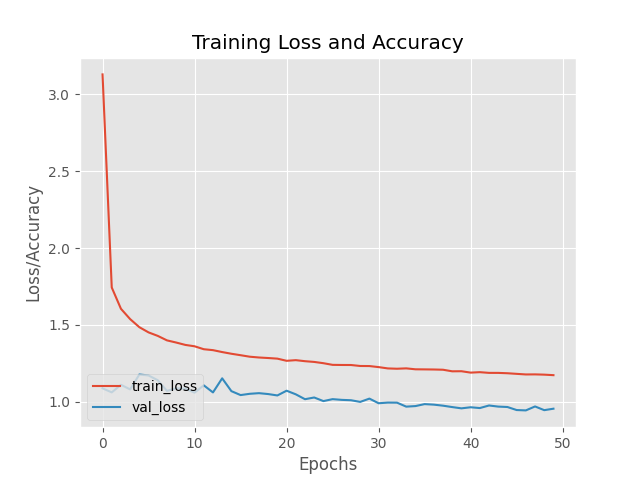 Training Loss and Accuracy
Loss/Accuracy
3.0
2.5
2.0
1.5
1.0
train_loss
val_loss
0 10 20 30 40 50
Epochs